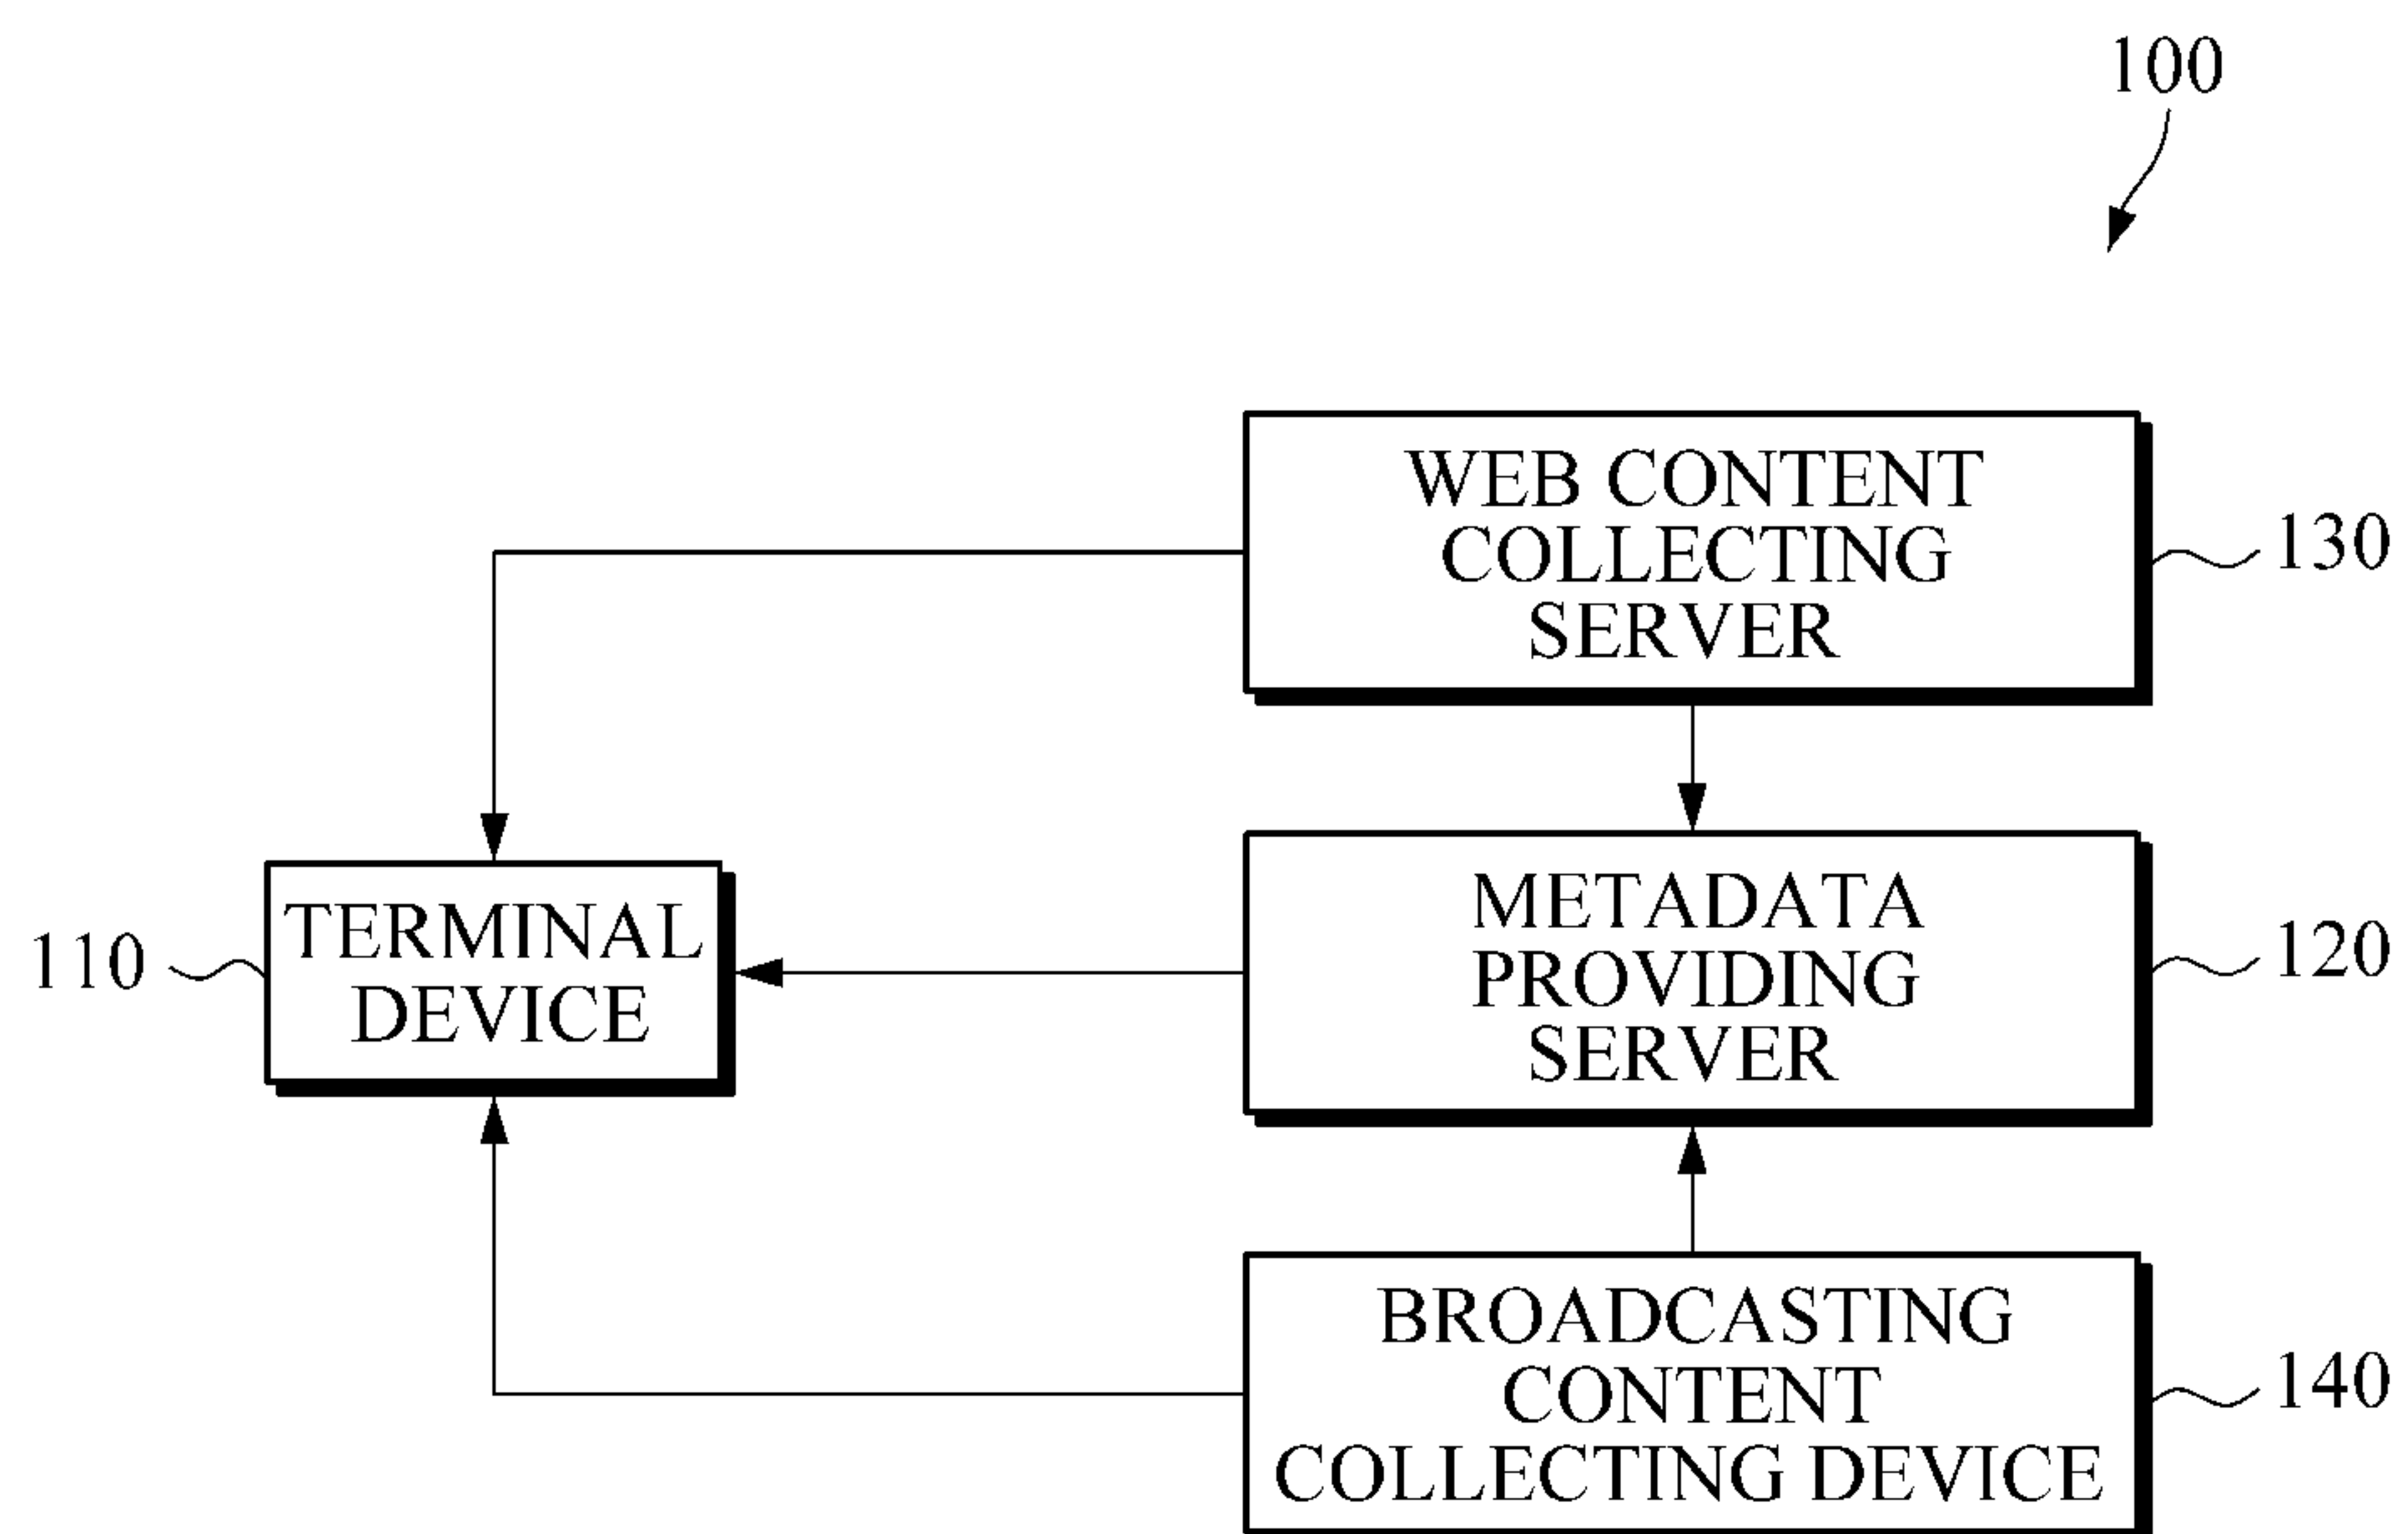 100
WEB CONTENT
COLLECTING
SERVER
130
TERMINAL
DEVICE
110
METADATA
PROVIDING
SERVER
120
BROADCASTING
CONTENT
COLLECTING DEVICE
140